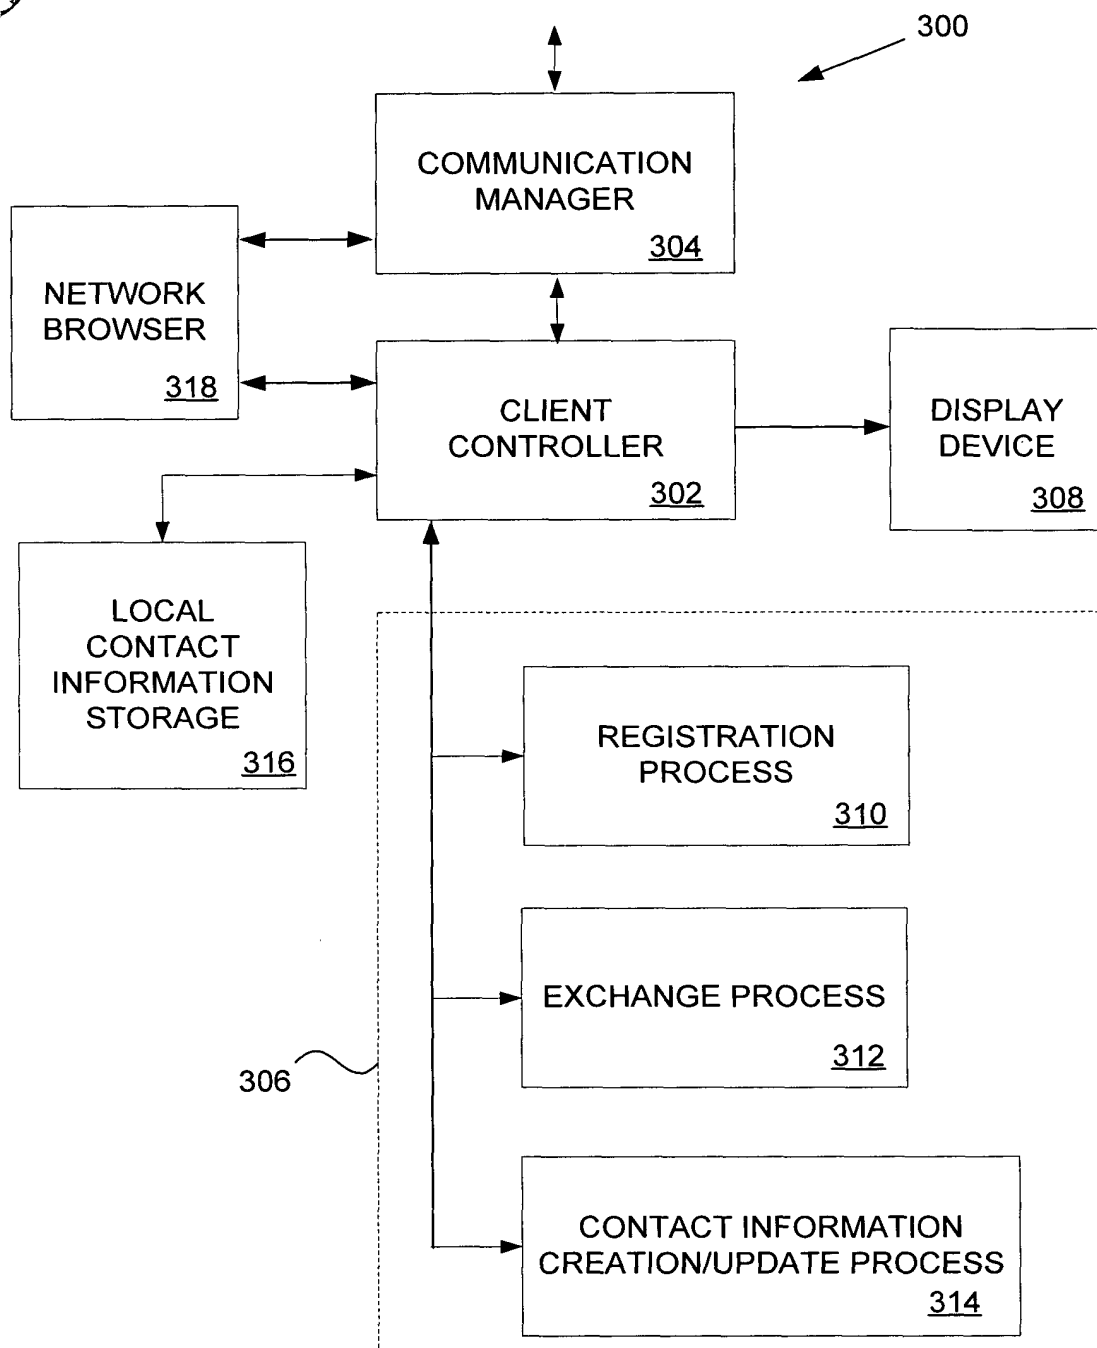 300
COMMUNICATION
MANAGER
304
NETWORK
BROWSER
318
CLIENT
CONTROLLER
302
DISPLAY
DEVICE
308
LOCAL
CONTACT
INFORMATION
STORAGE
316
REGISTRATION
PROCESS
310
EXCHANGE PROCESS
312
306
CONTACT INFORMATION
CREATION/UPDATE PROCESS
314